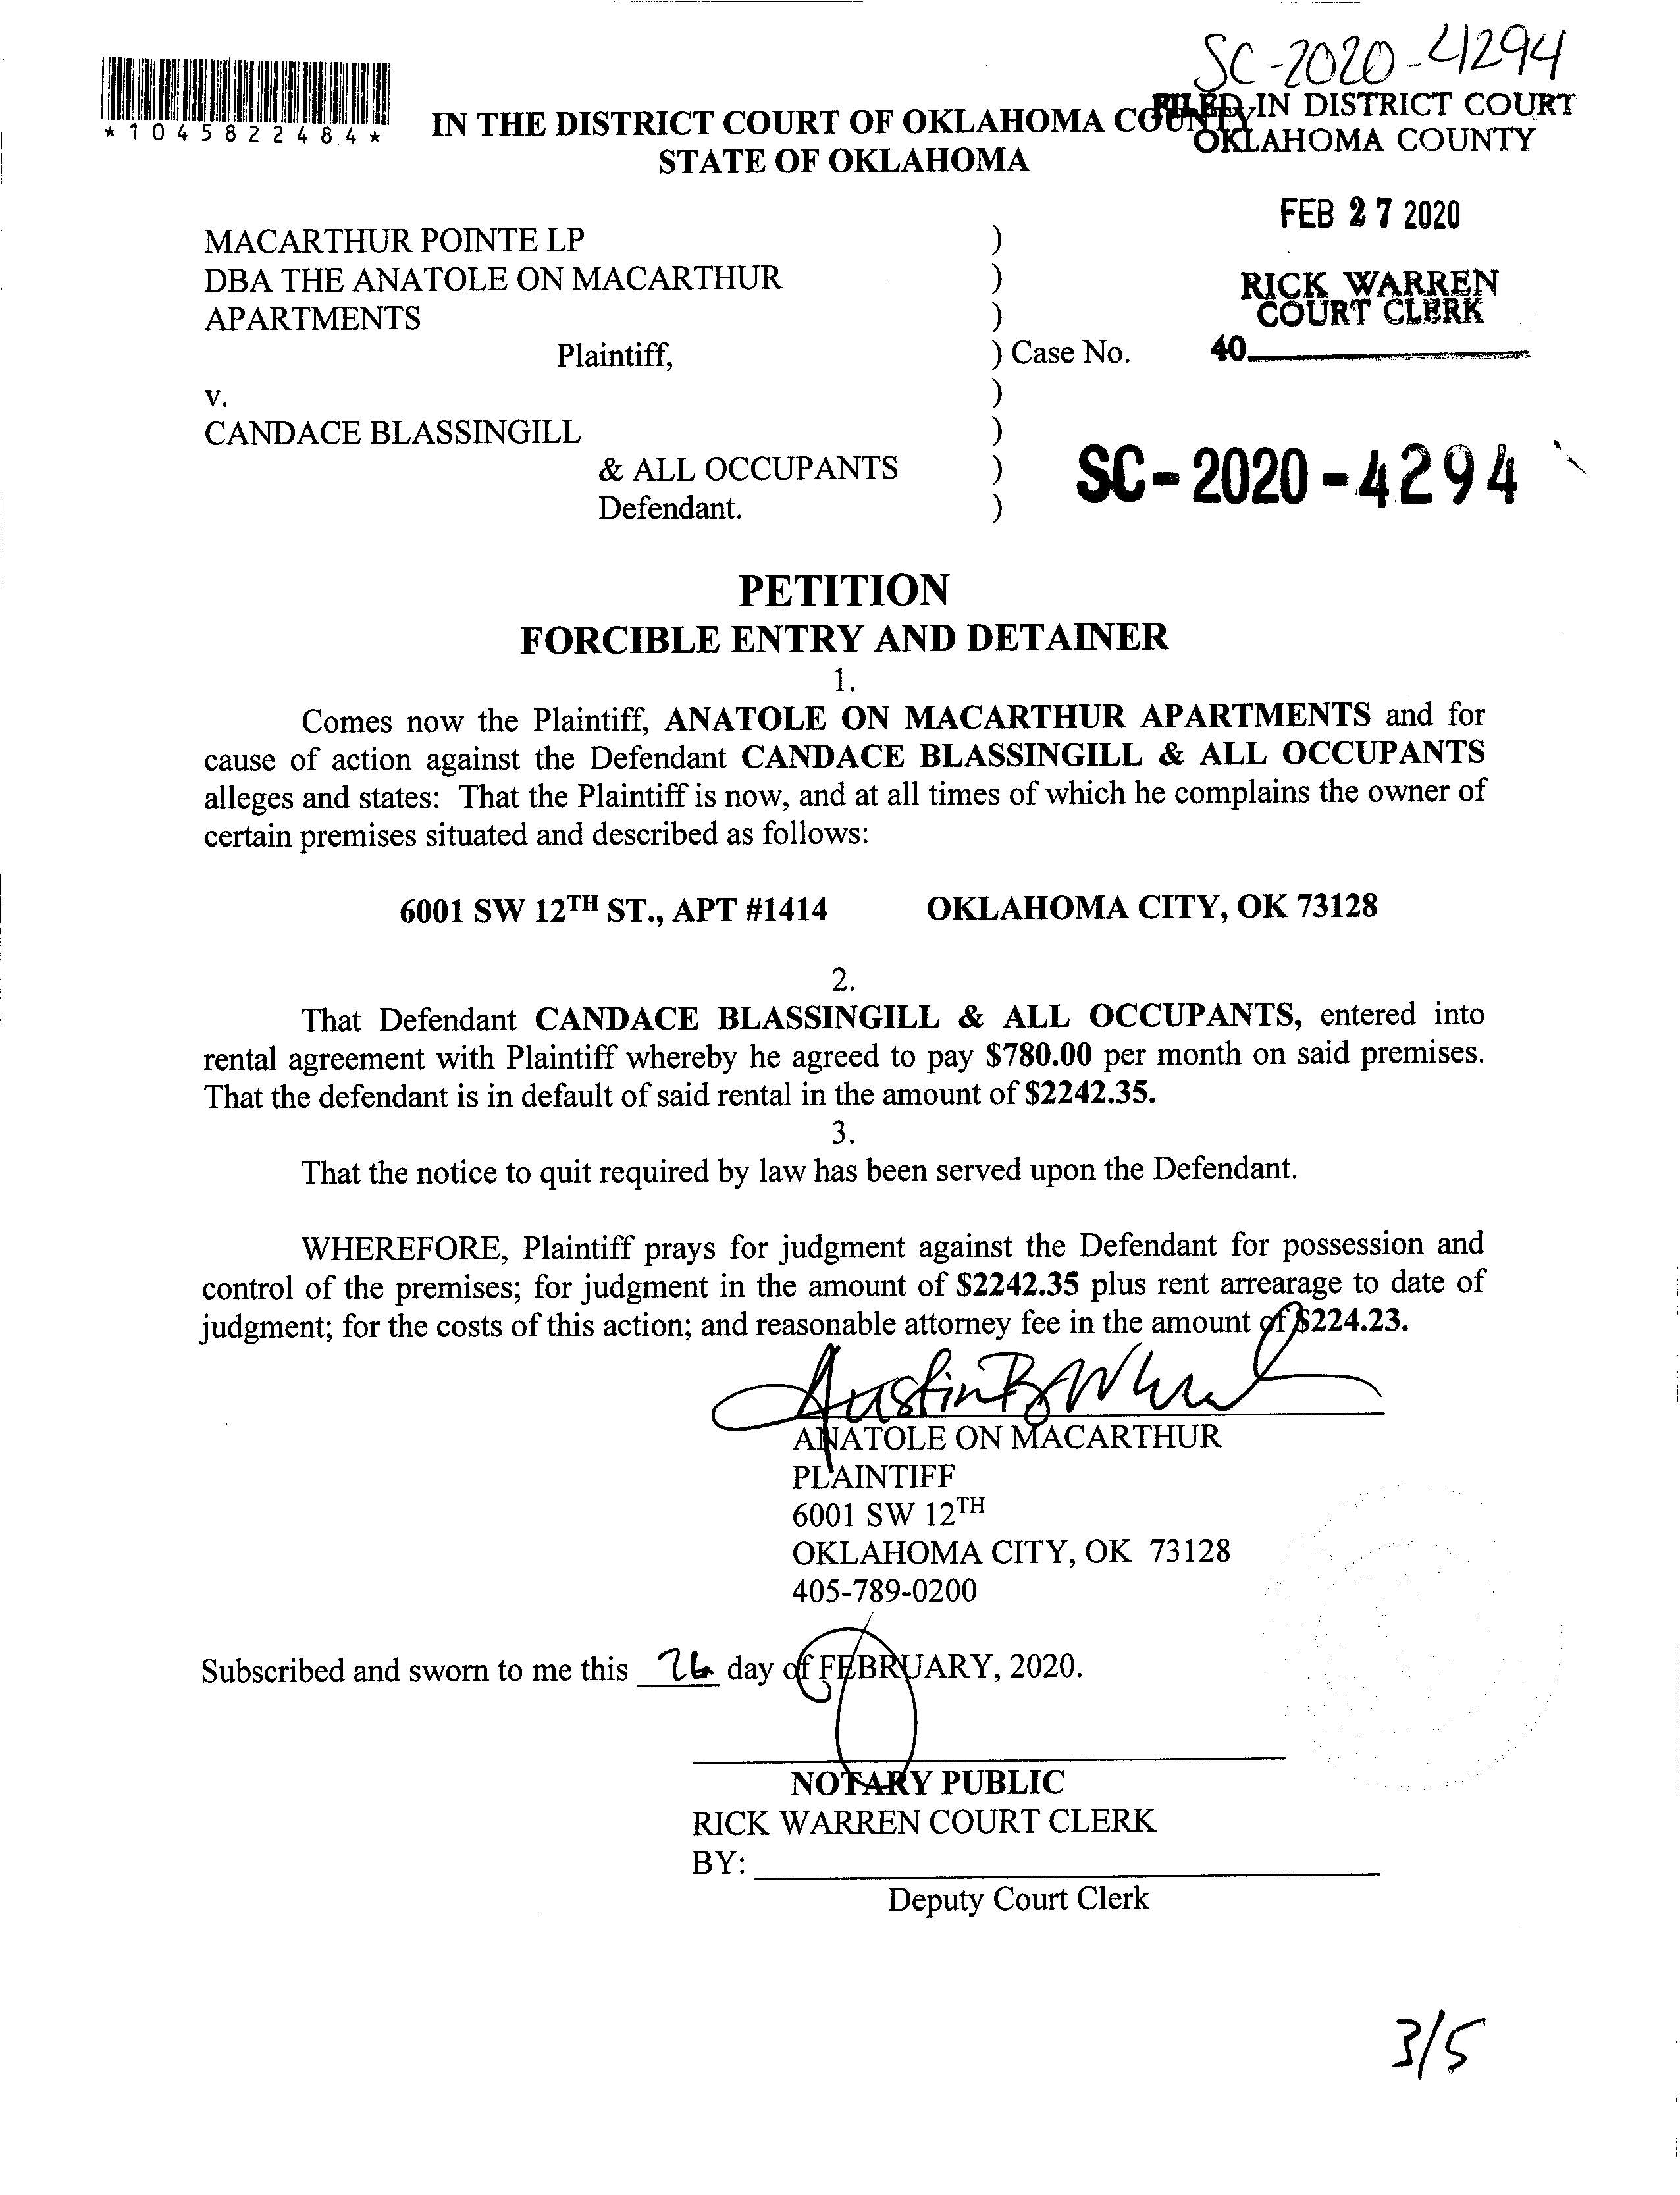 SC-2020-4294
*1045822484*
FILED IN DISTRICT COURT
OKLAHOMA COUNTY
IN THE DISTRICT COURT OF OKLAHOMA COUNTY
STATE OF OKLAHOMA
FEB 27 2020
RICK WARREN
COURT CLERK
40
MACARTHUR POINTE LP )
DBA THE ANATOLE ON MACARTHUR )
APARTMENTS )
Plaintiff, ) Case No.
v. )
CANDACE BLASSINGILL )
& ALL OCCUPANTS )
Defendant. )
SC-2020-4294
PETITION
FORCIBLE ENTRY AND DETAINER
1.
Comes now the Plaintiff, ANATOLE ON MACARTHUR APARTMENTS and for
cause of action against the Defendant CANDACE BLASSINGILL & ALL OCCUPANTS
alleges and states: That the Plaintiff is now, and at all times of which he complains the owner of
certain premises situated and described as follows:
6001 SW 12TH ST., APT #1414 OKLAHOMA CITY, OK 73128
2.
That Defendant CANDACE BLASSINGILL & ALL OCCUPANTS, entered into
rental agreement with Plaintiff whereby he agreed to pay $780.00 per month on said premises.
That the defendant is in default of said rental in the amount of $2242.35.
3.
That the notice to quit required by law has been served upon the Defendant.
WHEREFORE, Plaintiff prays for judgment against the Defendant for possession and
control of the premises; for judgment in the amount of $2242.35 plus rent arrearage to date of
judgment; for the costs of this action; and reasonable attorney fee in the amount of $224.23.
Austin B
ANATOLE ON MACARTHUR
PLAINTIFF
6001 SW 12TH
OKLAHOMA CITY, OK 73128
405-789-0200
Subscribed and sworn to me this 26 day of FEBRUARY, 2020.
NOTARY PUBLIC
RICK WARREN COURT CLERK
BY:
Deputy Court Clerk
3/5